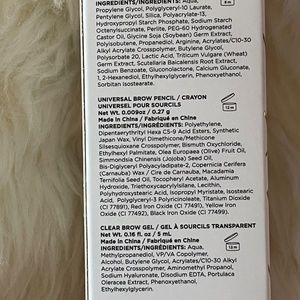 INGREDIENTS/INGREDIENTS: Aqua,
Propylene Glycol, Polyglyceryl-10 Laurate,
Pentylene Glycol, Silica, Polyacrylate-13,
Hydroxypropyl Starch Phosphate, Sodium Starch
Octenylsuccinate, Perlite, PEG-60 Hydrogenated
Castor Oil, Glycine Soja (Soybean) Germ Extract,
Polyisobutene, Propanediol, Arginine, Acrylates/C10-30
Alkyl Acrylate Crosspolymer, Butylene Glycol,
Polysorbate 20, Lactic Acid, Triticum Vulgare (Wheat)
Germ Extract, Scutellaria Baicalensis Root Extract,
Sodium Benzoate, Gluconolactone, Calcium Gluconate,
1, 2-Hexanediol, Ethylhexylglycerin, Phenoxyethanol,
Sorbitan Isostearate.
UNIVERSAL BROW PENCIL / CRAYON
UNIVERSEL POUR SOURCILS
Net Wt. 0.009oz / 0.27 g
Made in China / Fabriqué en Chine
12 M
INGREDIENTS/INGREDIENTS: Polyethylene,
Dipentaerythrityl Hexa C5-9 Acid Esters, Synthetic
Japan Wax, Vinyl Dimethicone/Methicone
Silsesquioxane Crosspolymer, Bismuth Oxychloride,
Ethylhexyl Palmitate, Olea Europaea (Olive) Fruit Oil,
Simmondsia Chinensis (Jojoba) Seed Oil,
Bis-Diglyceryl Polyacyladipate-2, Copernicia Cerifera
(Carnauba) Wax / Cire de Carnauba, Macadamia
Ternifolia Seed Oil, Tocopheryl Acetate, Aluminum
Hydroxide, Triethoxycaprylylsilane, Lecithin,
Polyhydroxystearic Acid, Isopropyl Myristate, Isostearic
Acid, Polyglyceryl-3 Polyricinoleate, Titanium Dioxide
(CI 77891), Red Iron Oxide (CI 77491), Yellow Iron
Oxide (CI 77492), Black Iron Oxide (CI 77499).
CLEAR BROW GEL / GEL À SOURCILS TRANSPARENT
Net Wt. 0.16 fl. oz / 5 mL
Made in China / Fabriqué en Chine
12 M
INGREDIENTS/INGREDIENTS: Aqua,
Methylpropanediol, VP/VA Copolymer,
Alcohol, Butylene Glycol, Acrylates/C10-30 Alkyl
Acrylate Crosspolymer, Aminomethyl Propanol,
Sodium Hyaluronate, Disodium EDTA, Portulaca
Oleracea Extract, Phenoxyethanol,
Ethylhexylglycerin.